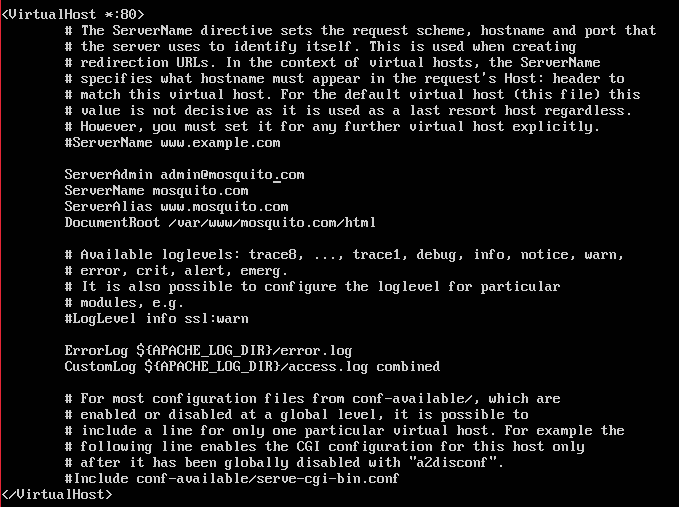 <VirtualHost *:80>
# The ServerName directive sets the request scheme, hostname and port that
# the server uses to identify itself. This is used when creating
# redirection URLs. In the context of virtual hosts, the ServerName
# specifies what hostname must appear in the request's Host: header to
# match this virtual host. For the default virtual host (this file) this
# value is not decisive as it is used as a last resort host regardless.
# However, you must set it for any further virtual host explicitly.
#ServerName www.example.com
ServerAdmin admin@mosquito.com
ServerName mosquito.com
ServerAlias www.mosquito.com
DocumentRoot /var/www/mosquito.com/html
# Available loglevels: trace8, ..., trace1, debug, info, notice, warn,
# error, crit, alert, emerg.
# It is also possible to configure the loglevel for particular
# modules, e.g.
#LogLevel info ssl:warn
ErrorLog ${APACHE_LOG_DIR}/error.log
CustomLog ${APACHE_LOG_DIR}/access.log combined
# For most configuration files from conf-available/, which are
# enabled or disabled at a global level, it is possible to
# include a line for only one particular virtual host. For example the
# following line enables the CGI configuration for this host only
# after it has been globally disabled with "a2disconf".
#Include conf-available/serve-cgi-bin.conf
</VirtualHost>